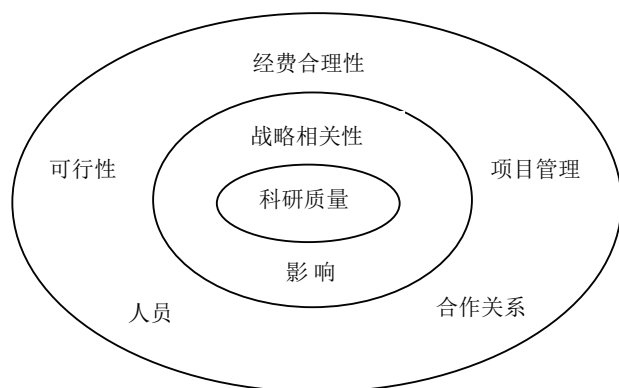 经费合理性
战略相关性
可行性
项目管理
科研质量
影 响
人员
合作关系